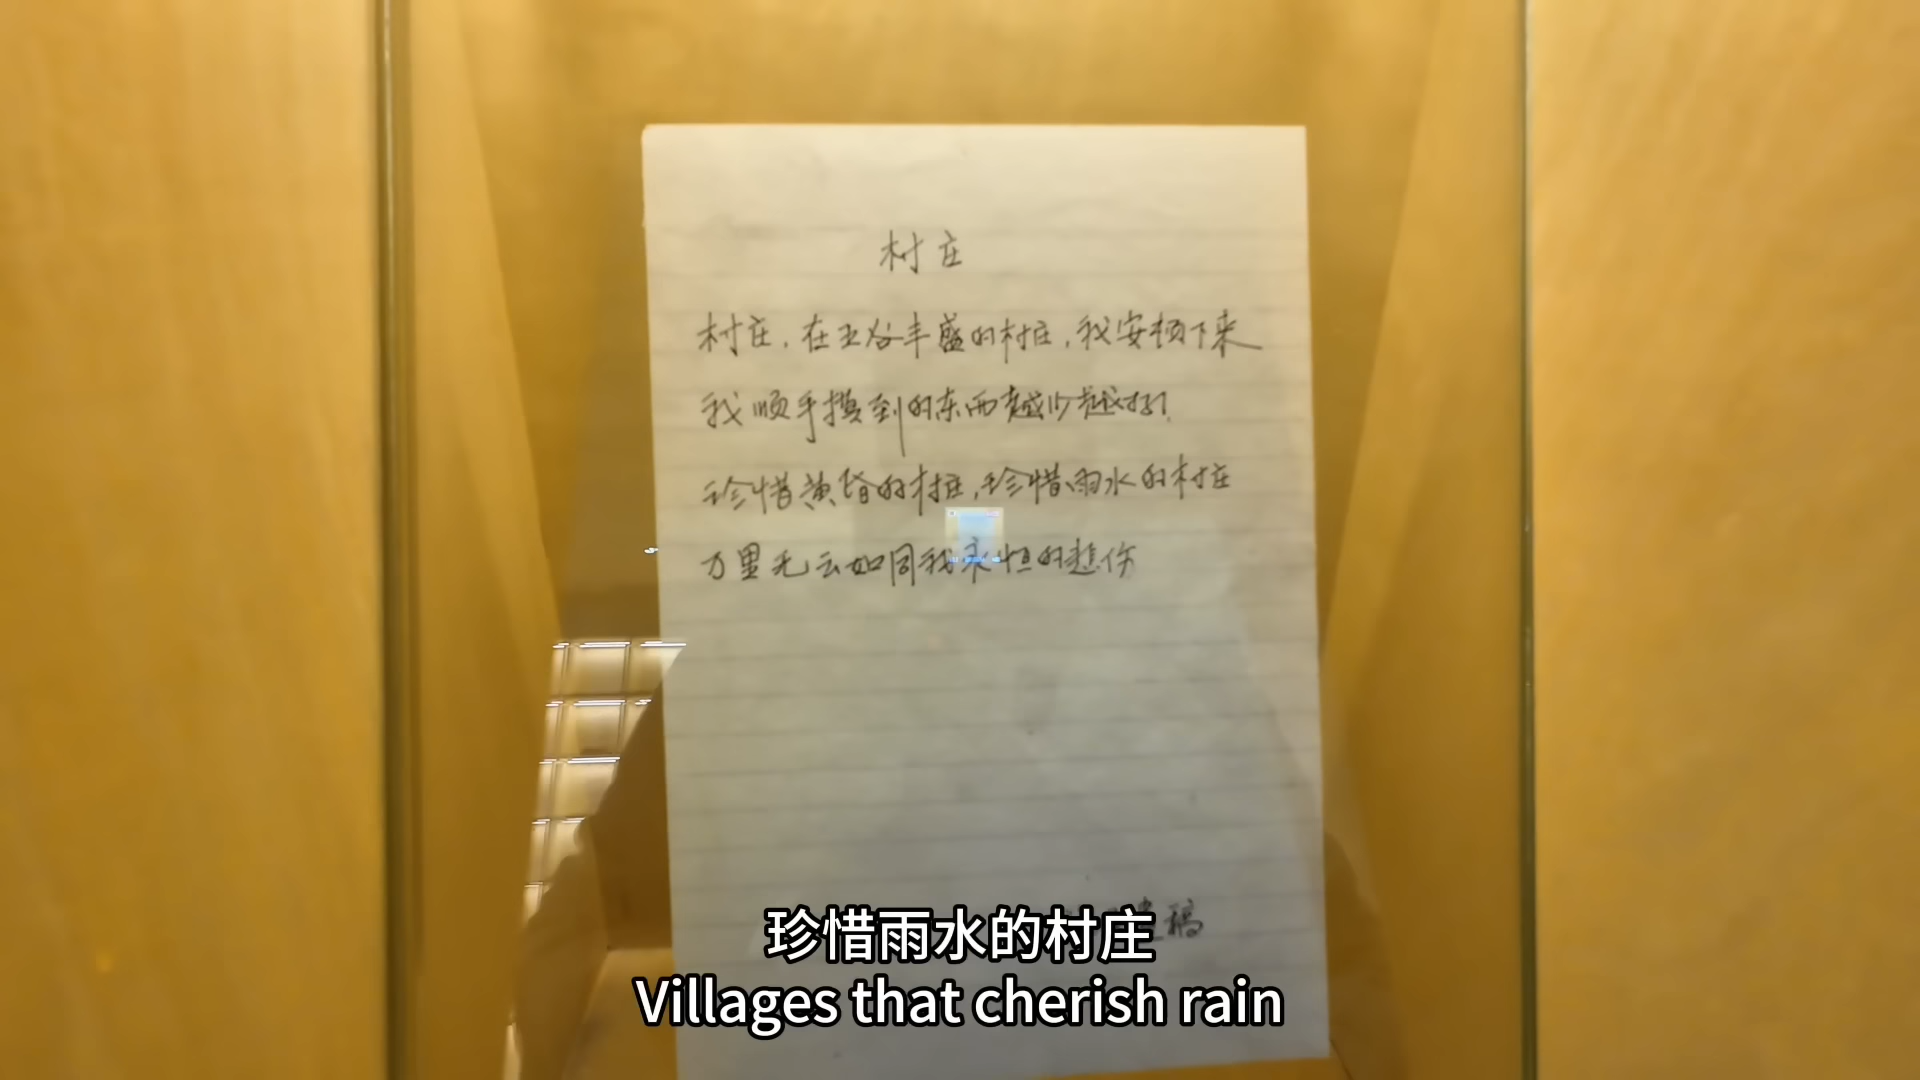 村庄
村庄，在五谷丰盛的村庄，我安顿下来
我顺手摸到的东西越少越好！
珍惜黄昏的村庄，珍惜雨水的村庄
万里无云如同我永恒的悲伤
遗稿
珍惜雨水的村庄
Villages that cherish rain